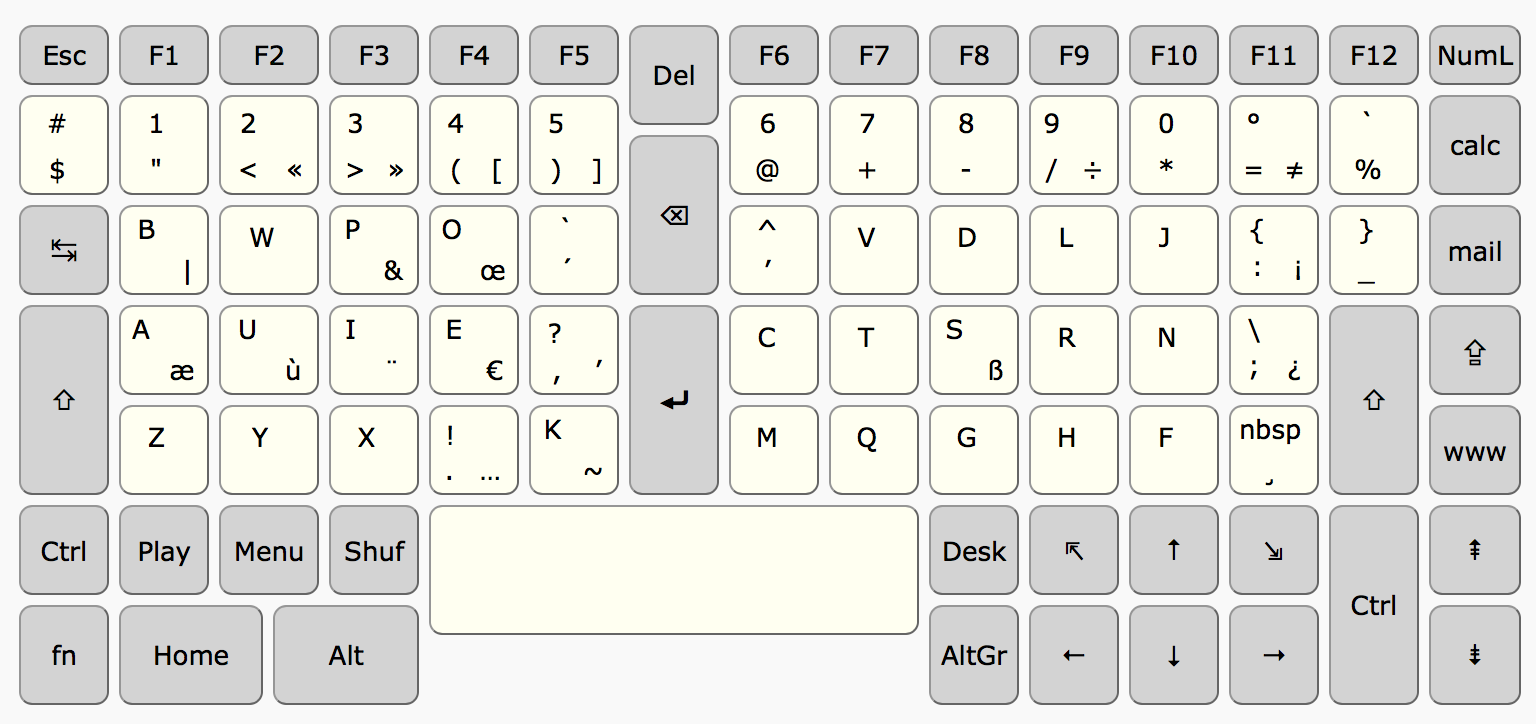 Esc F1 F2 F3 F4 F5 Del F6 F7 F8 F9 F10 F11 F12 NumL
# 1 2 3 4 5 6 7 8 9 0 ° `
$ " < « > » ( [ ) ] @ + - / ÷ * = ≠ %
calc
↹ B W P O ` ⌫ ^ V D L J { }
| & œ ´ ’ : ¡ _
mail
⇧ A U I E ? ↵ C T S R N \ ⇧ ⇪
æ ù ¨ € , ’ ß ; ¿
Z Y X ! K M Q G H F nbsp
. … ~ ¸
www
Ctrl Play Menu Shuf Desk ⇱ ↑ ⇲ Ctrl ⇞
fn Home Alt AltGr ← ↓ → ⇟